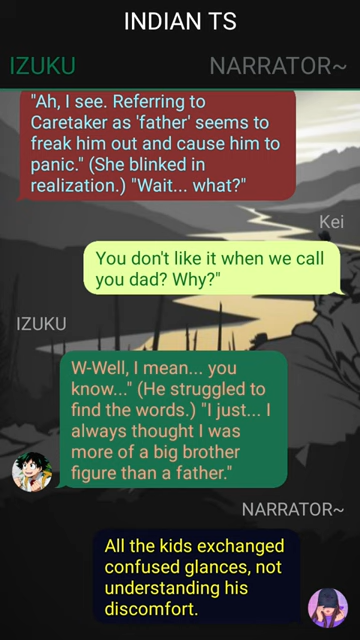 INDIAN TS
IZUKU NARRATOR~
"Ah, I see. Referring to
Caretaker as 'father' seems to
freak him out and cause him to
panic." (She blinked in
realization.) "Wait... what?"
Kei
You don't like it when we call
you dad? Why?"
IZUKU
W-Well, I mean... you
know..." (He struggled to
find the words.) "I just... I
always thought I was
more of a big brother
figure than a father."
NARRATOR~
All the kids exchanged
confused glances, not
understanding his
discomfort.